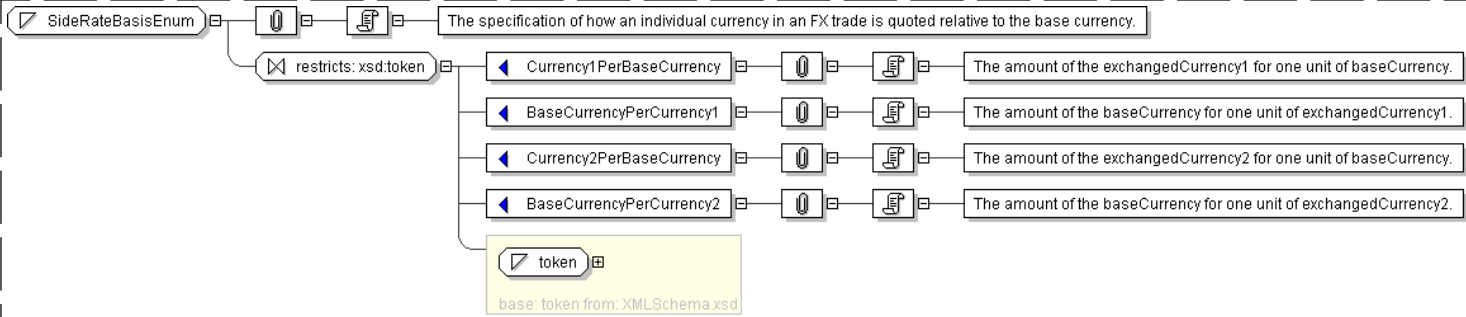 SideRateBasisEnum
The specification of how an individual currency in an FX trade is quoted relative to the base currency.
restricts: xsd:token
Currency1PerBaseCurrency
The amount of the exchangedCurrency1 for one unit of baseCurrency.
BaseCurrencyPerCurrency1
The amount of the baseCurrency for one unit of exchangedCurrency1.
Currency2PerBaseCurrency
The amount of the exchangedCurrency2 for one unit of baseCurrency.
BaseCurrencyPerCurrency2
The amount of the baseCurrency for one unit of exchangedCurrency2.
token
base: token from: XMLSchema.xsd